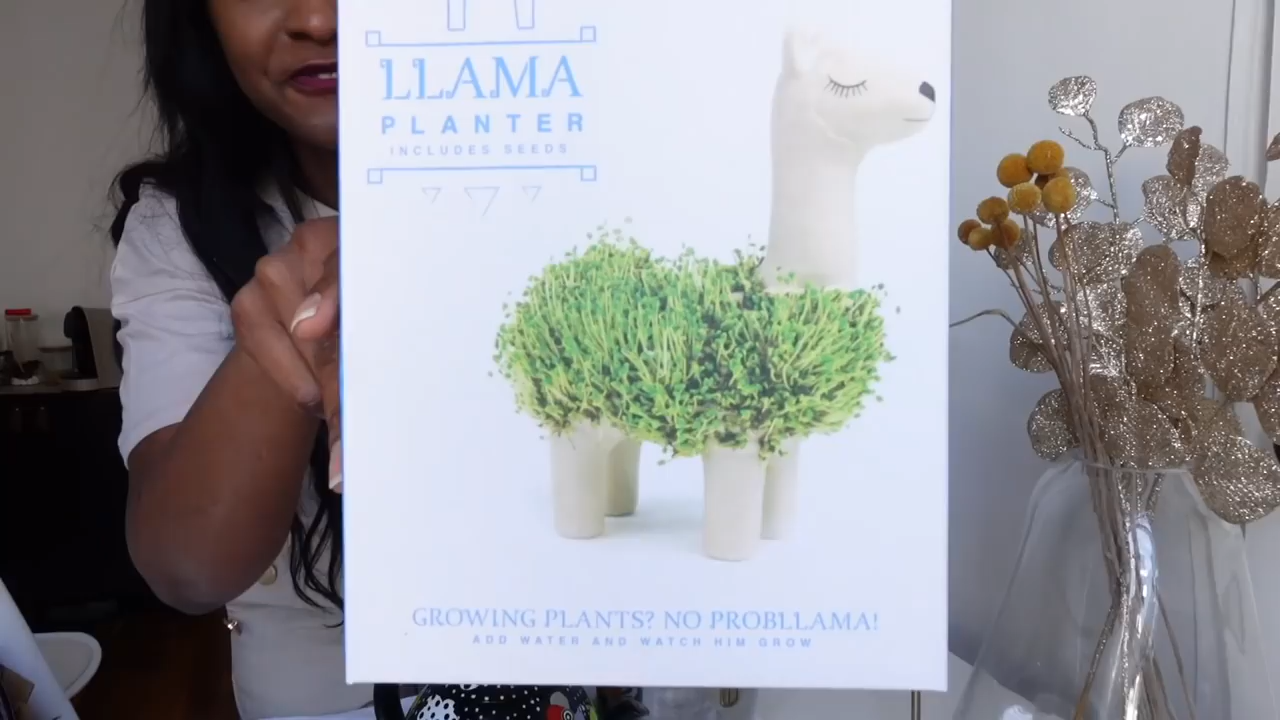 LLAMA
PLANTER
INCLUDES SEEDS
GROWING PLANTS? NO PROBLLAMA!
ADD WATER AND WATCH HIM GROW